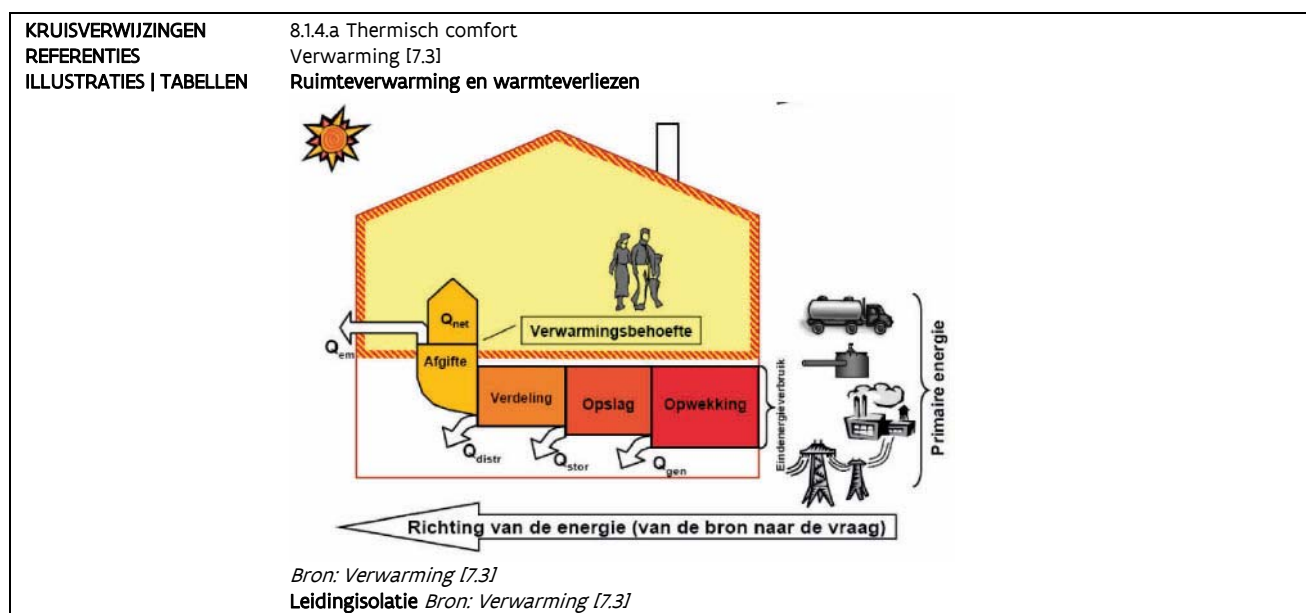 KRUISVERWIJZINGEN 8.1.4.a Thermisch comfort
REFERENTIES Verwarming [7.3]
ILLUSTRATIES | TABELLEN Ruimteverwarming en warmteverliezen
Qnet
Verwarmingsbehoefte
Qem
Afgifte
Verdeling
Opslag
Opwekking
Qdistr
Qstor
Qgen
Eindenergieverbruik
Primaire energie
Richting van de energie (van de bron naar de vraag)
Bron: Verwarming [7.3]
Leidingisolatie Bron: Verwarming [7.3]